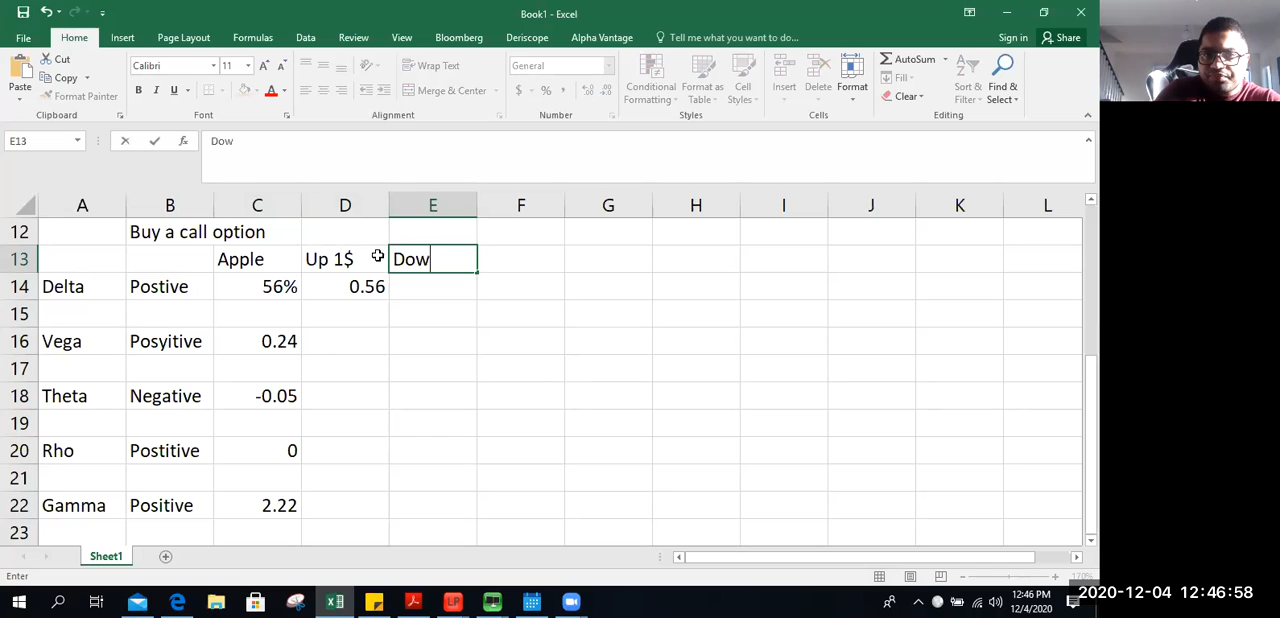 Book1 - Excel
File Home Insert Page Layout Formulas Data Review View Bloomberg Deriscope Alpha Vantage Tell me what you want to do... Sign in Share
Paste Cut Copy Format Painter Clipboard
Calibri 11 A A B I U A Font
Wrap Text Merge & Center Alignment
General $ % , Number
Conditional Formatting Format as Table Cell Styles Styles
Insert Delete Format Cells
AutoSum Fill Clear Sort & Filter Find & Select Editing
E13 fx Dow
A B C D E F G H I J K L
12 Buy a call option
13 Apple Up 1$ Dow
14 Delta Postive 56% 0.56
15
16 Vega Posyitive 0.24
17
18 Theta Negative -0.05
19
20 Rho Postitive 0
21
22 Gamma Positive 2.22
23
Sheet1
Enter 170%
12:46 PM
12/4/2020
2020-12-04 12:46:58